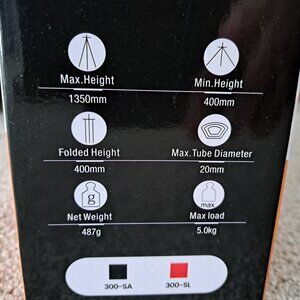 Max.Height Min.Height
1350mm 400mm
Folded Height Max.Tube Diameter
400mm 20mm
g max
Net Weight Max load
487g 5.0kg
300-SA 300-SL